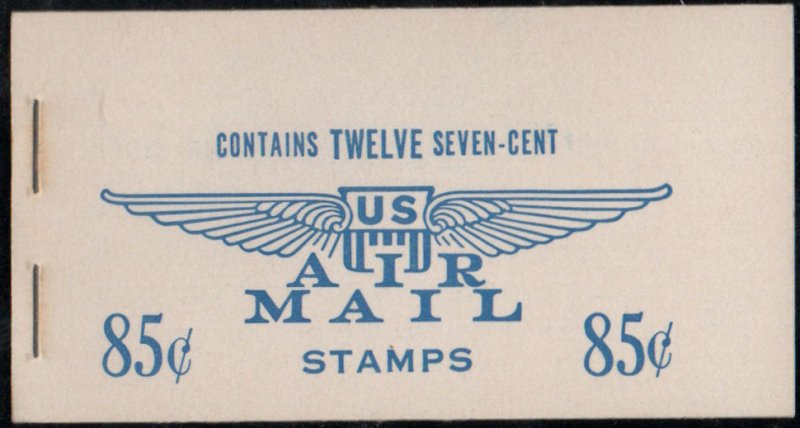 CONTAINS TWELVE SEVEN-CENT
US
AIR
MAIL
85¢ STAMPS 85¢